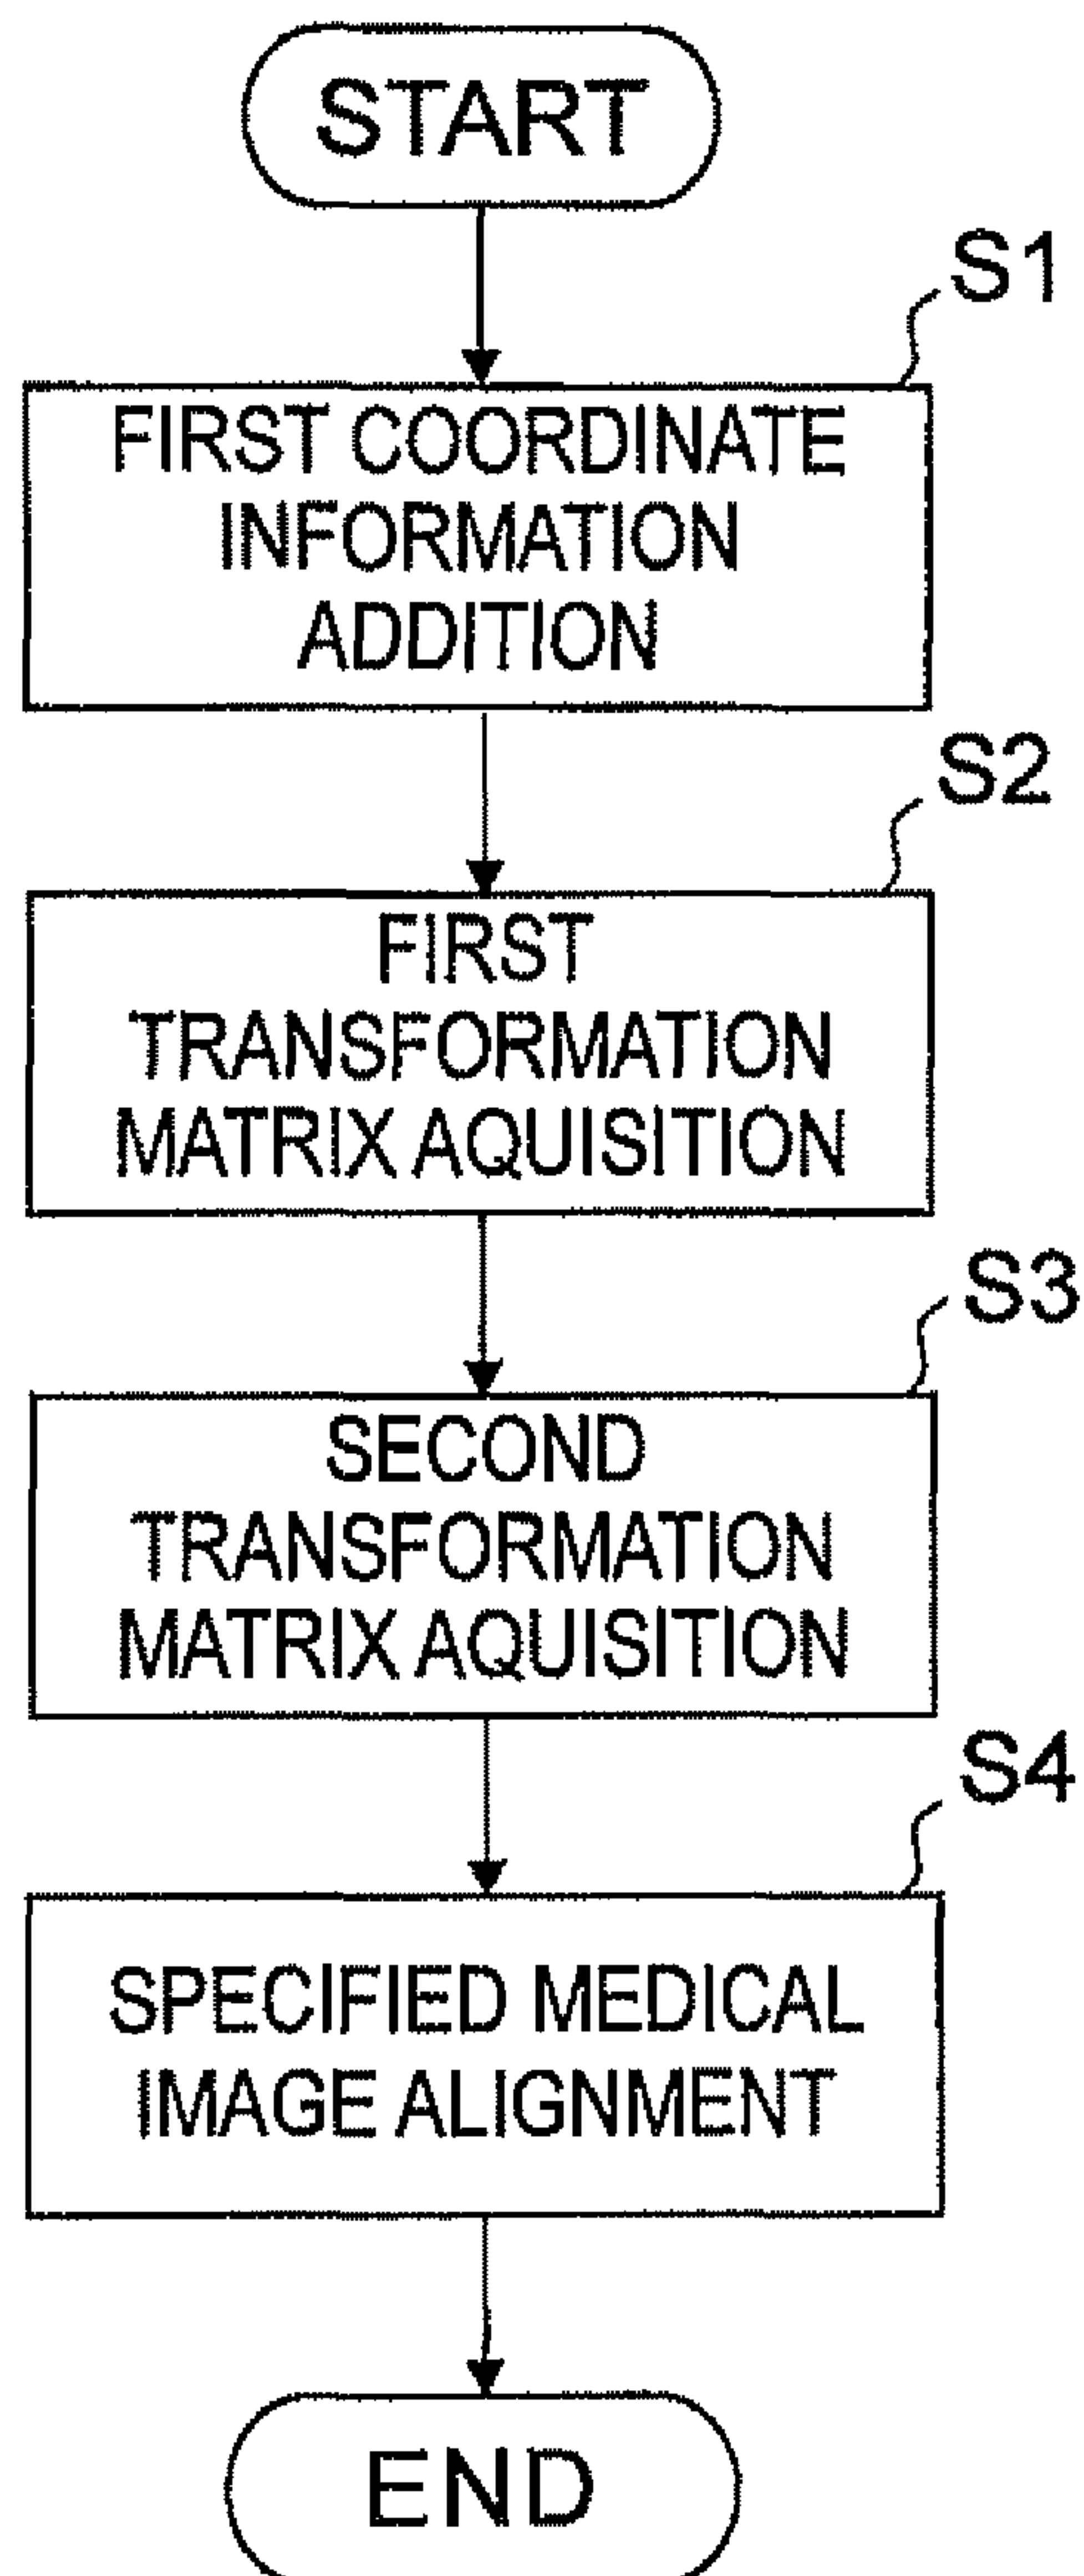 START
S1
FIRST COORDINATE
INFORMATION
ADDITION
S2
FIRST
TRANSFORMATION
MATRIX AQUISITION
S3
SECOND
TRANSFORMATION
MATRIX AQUISITION
S4
SPECIFIED MEDICAL
IMAGE ALIGNMENT
END